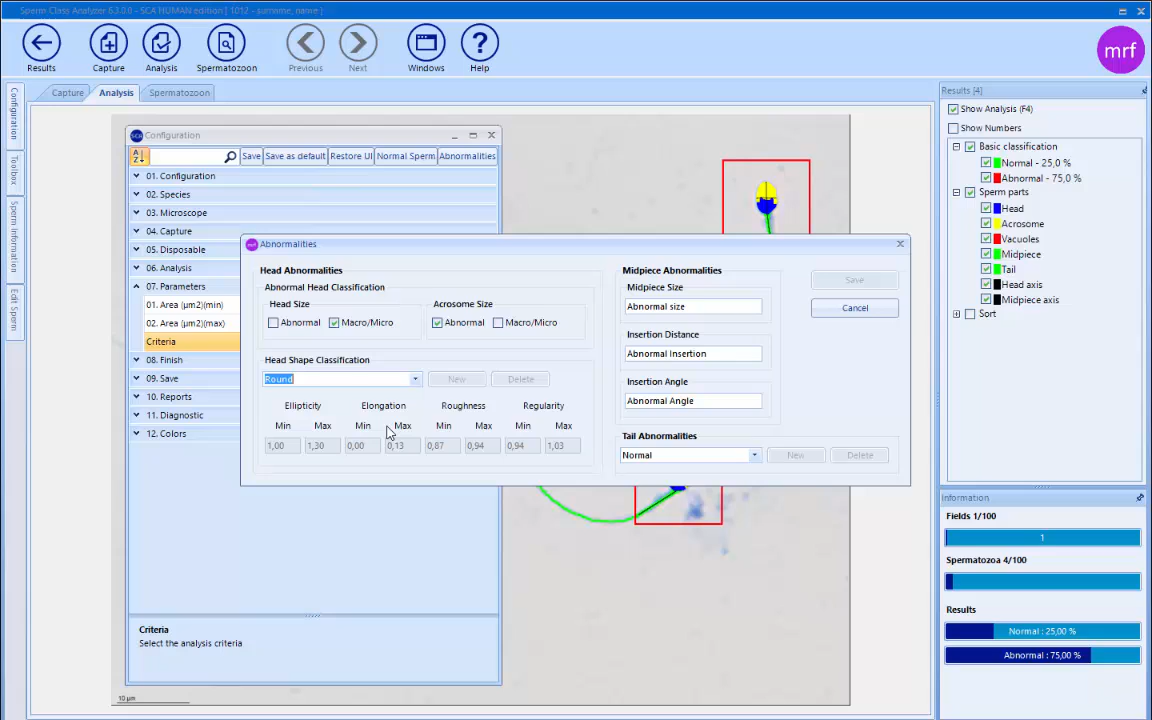 Sperm Class Analyzer 6.3.0.0 - SCA HUMAN edition [ 1012 - surname, name ]
Results
Capture
Analysis
Spermatozoon
Previous
Next
Windows
Help
mrf
Configuration
Toolbox
Sperm Information
Edit Sperm
Capture
Analysis
Spermatozoon
Configuration
Save
Save as default
Restore UI
Normal Sperm
Abnormalities
01. Configuration
02. Species
03. Microscope
04. Capture
05. Disposable
06. Analysis
07. Parameters
01. Area (µm2)(min)
02. Area (µm2)(max)
Criteria
08. Finish
09. Save
10. Reports
11. Diagnostic
12. Colors
Criteria
Select the analysis criteria
10 µm
mrf Abnormalities
Head Abnormalities
Abnormal Head Classification
Head Size
Acrosome Size
Abnormal
Macro/Micro
Abnormal
Macro/Micro
Head Shape Classification
Round
New
Delete
Ellipticity
Elongation
Roughness
Regularity
Min Max Min Max Min Max Min Max
1,00 1,30 0,00 0,13 0,87 0,94 0,94 1,03
Midpiece Abnormalities
Midpiece Size
Abnormal size
Insertion Distance
Abnormal Insertion
Insertion Angle
Abnormal Angle
Tail Abnormalities
Normal
New
Delete
Save
Cancel
Results [4]
Show Analysis (F4)
Show Numbers
Basic classification
Normal - 25,0 %
Abnormal - 75,0 %
Sperm parts
Head
Acrosome
Vacuoles
Midpiece
Tail
Head axis
Midpiece axis
Sort
Information
Fields 1/100
1
Spermatozoa 4/100
Results
Normal : 25,00 %
Abnormal : 75,00 %